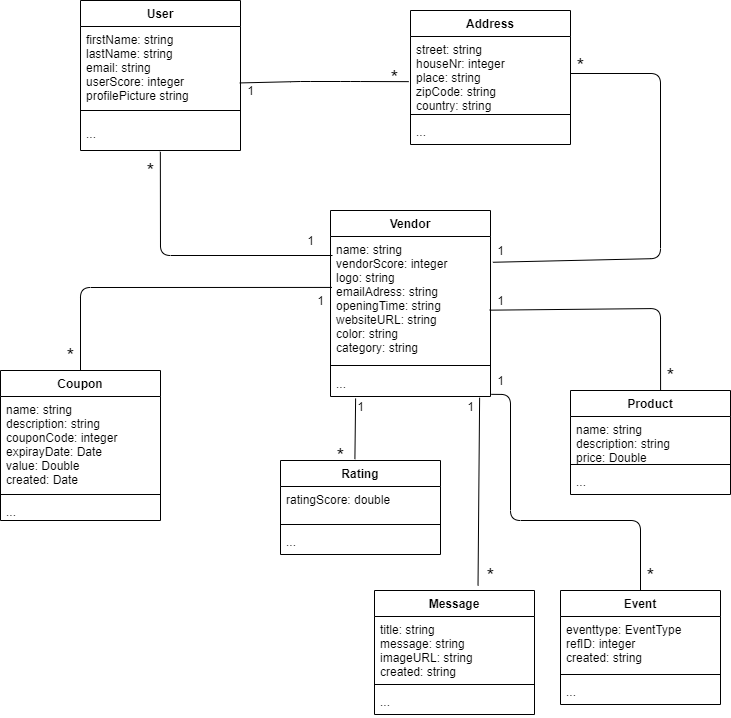 User
firstName: string
lastName: string
email: string
userScore: integer
profilePicture string
...
1
*
Address
street: string
houseNr: integer
place: string
zipCode: string
country: string
...
*
*
1
1
Vendor
name: string
vendorScore: integer
logo: string
emailAdress: string
openingTime: string
websiteURL: string
color: string
category: string
...
1
*
1
*
1
1
1
Coupon
name: string
description: string
couponCode: integer
expirayDate: Date
value: Double
created: Date
...
*
Rating
ratingScore: double
...
Product
name: string
description: string
price: Double
...
*
*
Message
title: string
message: string
imageURL: string
created: string
...
Event
eventtype: EventType
refID: integer
created: string
...